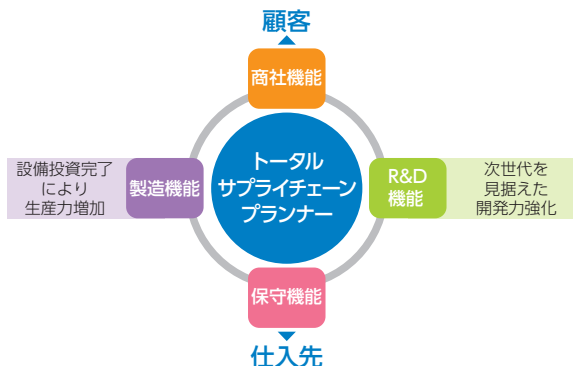 顧客
商社機能
設備投資完了
により
生産力増加
製造機能
トータル
サプライチェーン
プランナー
R&D
機能
次世代を
見据えた
開発力強化
保守機能
仕入先